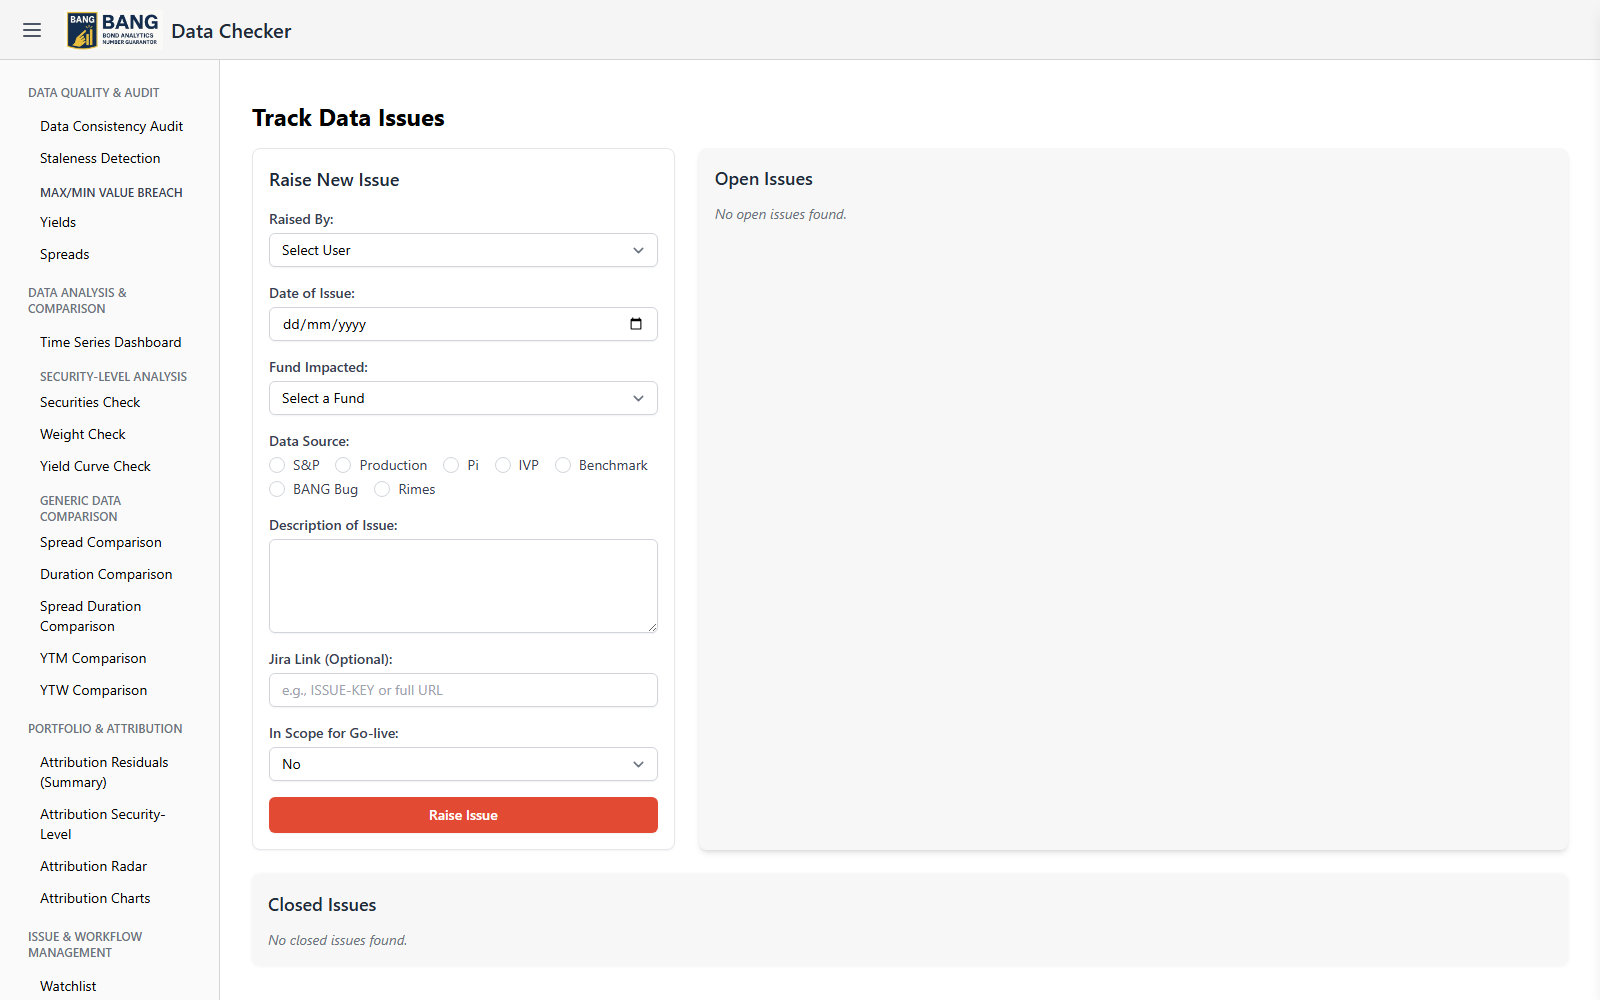 BANG
BANG
BOND ANALYTICS
NUMBER GUARANTOR
Data Checker
DATA QUALITY & AUDIT
Data Consistency Audit
Staleness Detection
MAX/MIN VALUE BREACH
Yields
Spreads
DATA ANALYSIS &
COMPARISON
Time Series Dashboard
SECURITY-LEVEL ANALYSIS
Securities Check
Weight Check
Yield Curve Check
GENERIC DATA
COMPARISON
Spread Comparison
Duration Comparison
Spread Duration
Comparison
YTM Comparison
YTW Comparison
PORTFOLIO & ATTRIBUTION
Attribution Residuals
(Summary)
Attribution Security-
Level
Attribution Radar
Attribution Charts
ISSUE & WORKFLOW
MANAGEMENT
Watchlist
Track Data Issues
Raise New Issue
Raised By:
Select User
Date of Issue:
dd/mm/yyyy
Fund Impacted:
Select a Fund
Data Source:
S&P Production Pi IVP Benchmark
BANG Bug Rimes
Description of Issue:
Jira Link (Optional):
e.g., ISSUE-KEY or full URL
In Scope for Go-live:
No
Raise Issue
Open Issues
No open issues found.
Closed Issues
No closed issues found.